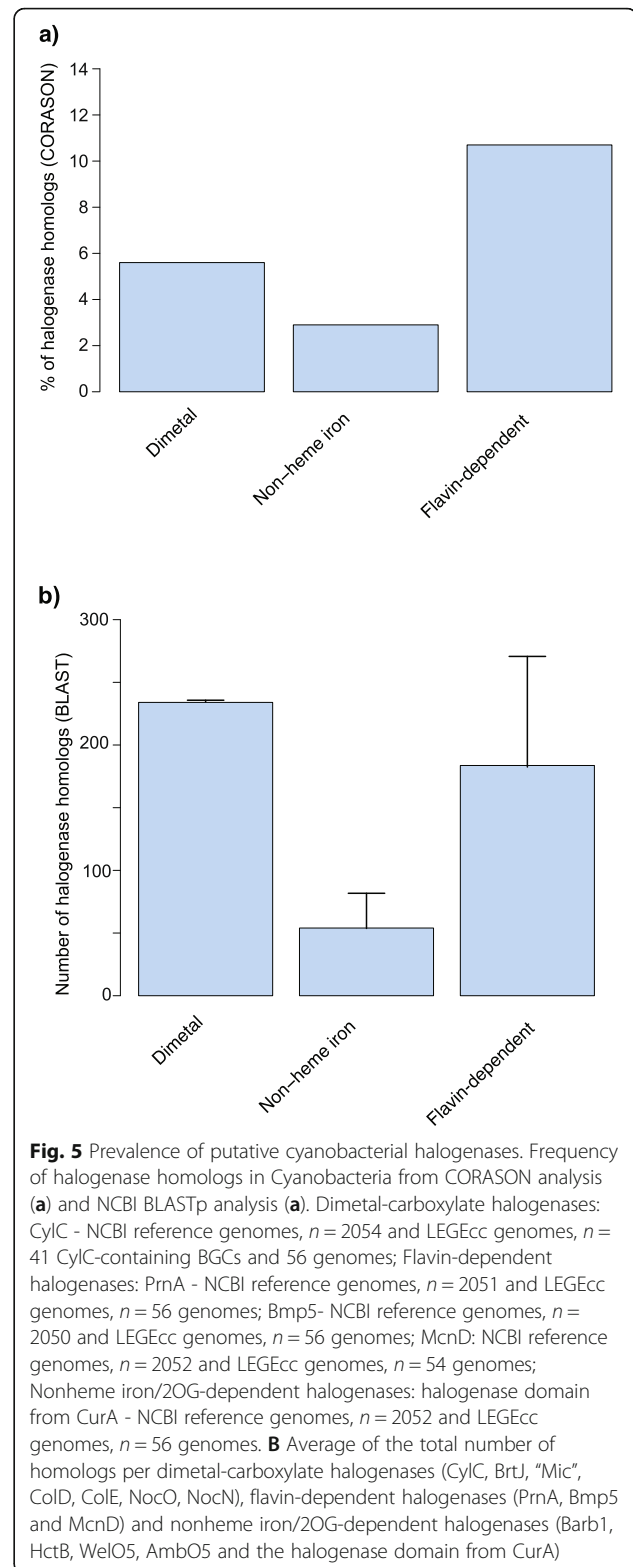 a)
% of halogenase homologs (CORASON)
14
12
10
8
6
4
2
0
Dimetal
Non–heme iron
Flavin-dependent
b)
Number of halogenase homologs (BLAST)
300
200
100
0
Dimetal
Non–heme iron
Flavin-dependent
Fig. 5 Prevalence of putative cyanobacterial halogenases. Frequency
of halogenase homologs in Cyanobacteria from CORASON analysis
(a) and NCBI BLASTp analysis (a). Dimetal-carboxylate halogenases:
CylC - NCBI reference genomes, n = 2054 and LEGEcc genomes, n =
41 CylC-containing BGCs and 56 genomes; Flavin-dependent
halogenases: PrnA - NCBI reference genomes, n = 2051 and LEGEcc
genomes, n = 56 genomes; Bmp5- NCBI reference genomes, n =
2050 and LEGEcc genomes, n = 56 genomes; McnD: NCBI reference
genomes, n = 2052 and LEGEcc genomes, n = 54 genomes;
Nonheme iron/2OG-dependent halogenases: halogenase domain
from CurA - NCBI reference genomes, n = 2052 and LEGEcc
genomes, n = 56 genomes. B Average of the total number of
homologs per dimetal-carboxylate halogenases (CylC, BrtJ, “Mic”,
ColD, ColE, NocO, NocN), flavin-dependent halogenases (PrnA, Bmp5
and McnD) and nonheme iron/2OG-dependent halogenases (Barb1,
HctB, WelO5, AmbO5 and the halogenase domain from CurA)